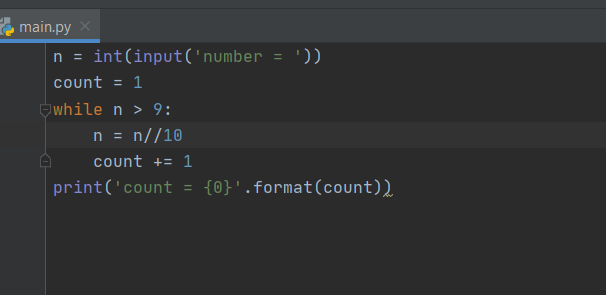 main.py
n = int(input('number = '))
count = 1
while n > 9:
    n = n//10
    count += 1
print('count = {0}'.format(count))